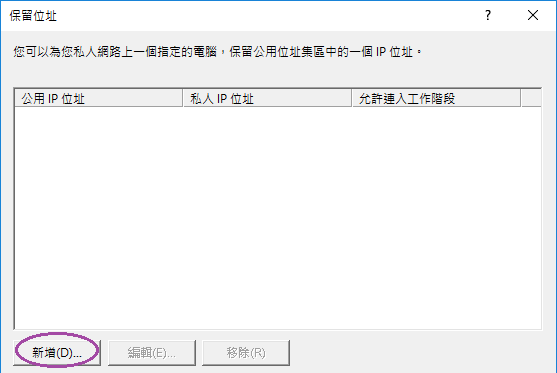 保留位址
您可以為您私人網路上一個指定的電腦，保留公用位址集區中的一個 IP 位址。
公用 IP 位址 私人 IP 位址 允許連入工作階段
新增(D)... 編輯(E)... 移除(R)